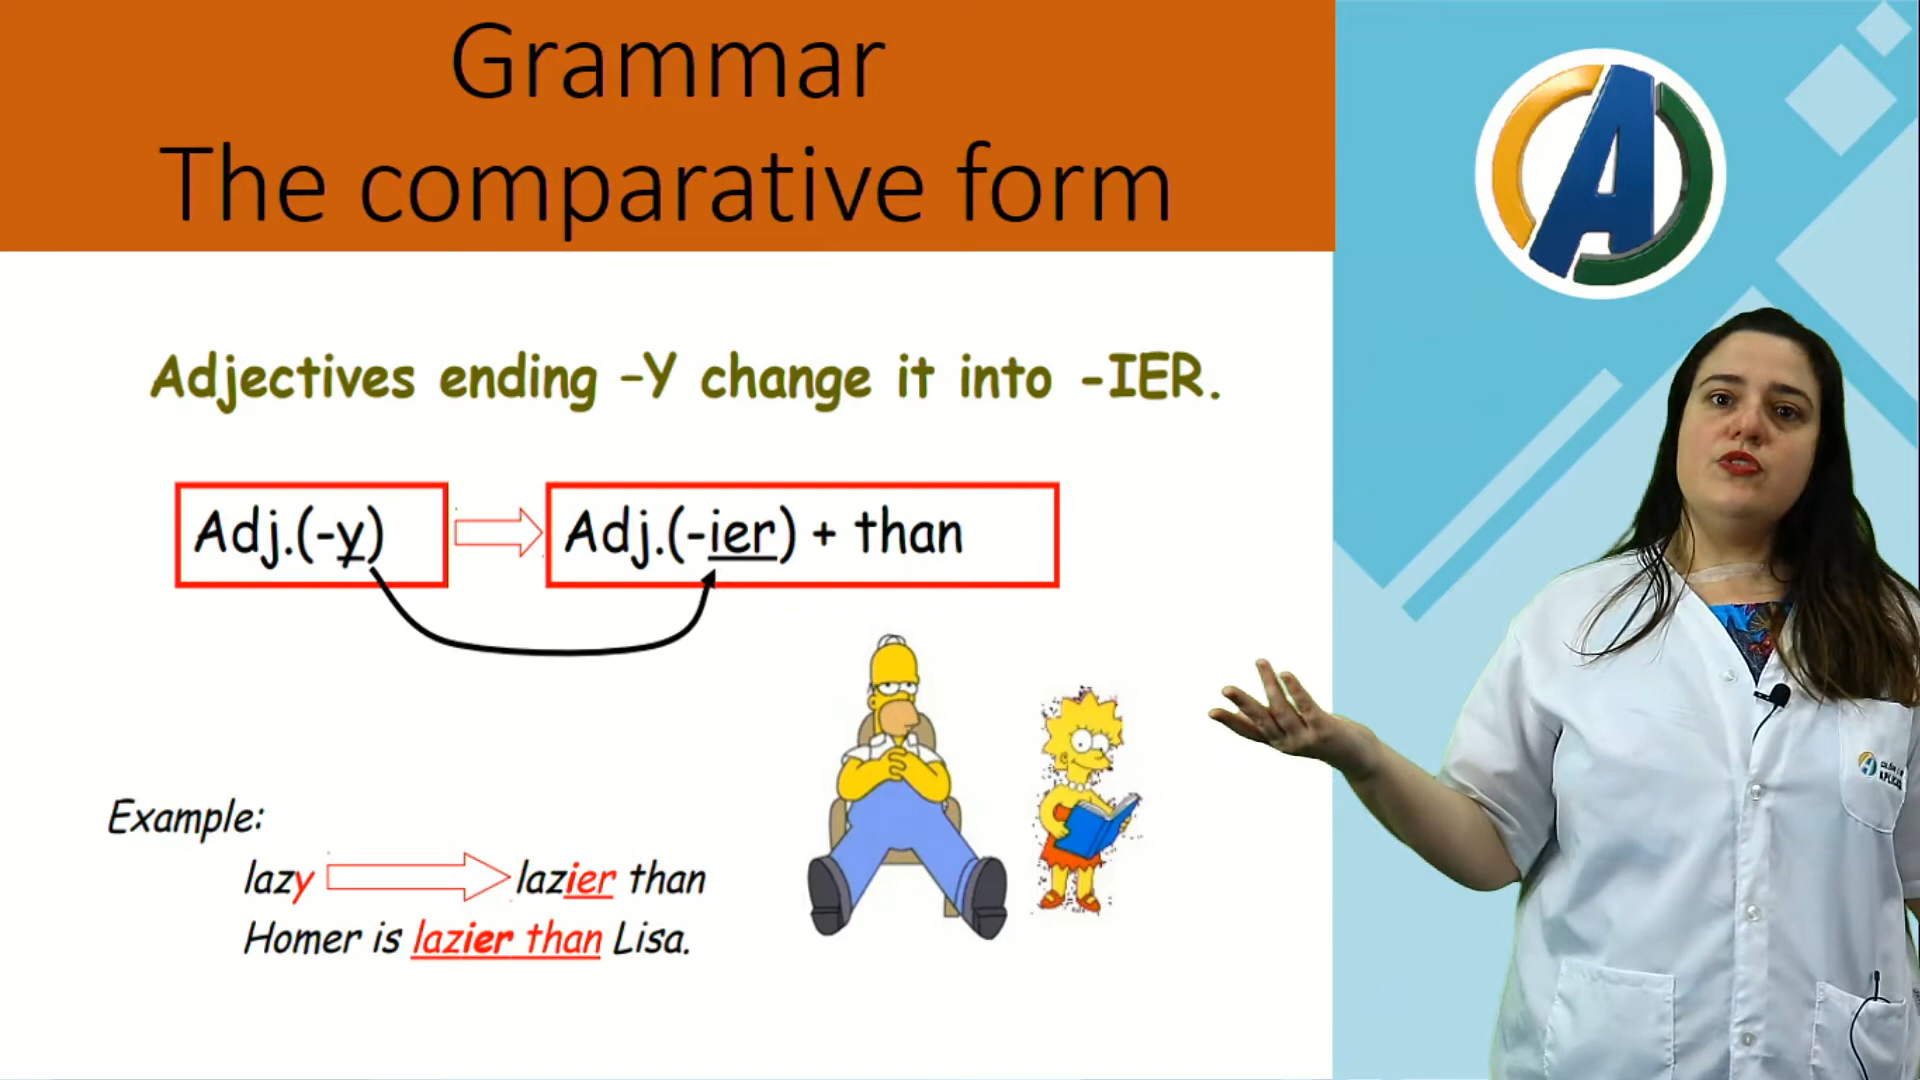 Grammar
The comparative form
Adjectives ending –Y change it into -IER.
Adj.(-y)
Adj.(-ier) + than
Example:
lazy
lazier than
Homer is lazier than Lisa.
A